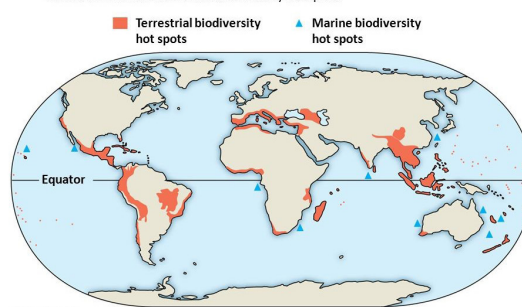 Terrestrial biodiversity
hot spots
Marine biodiversity
hot spots
Equator